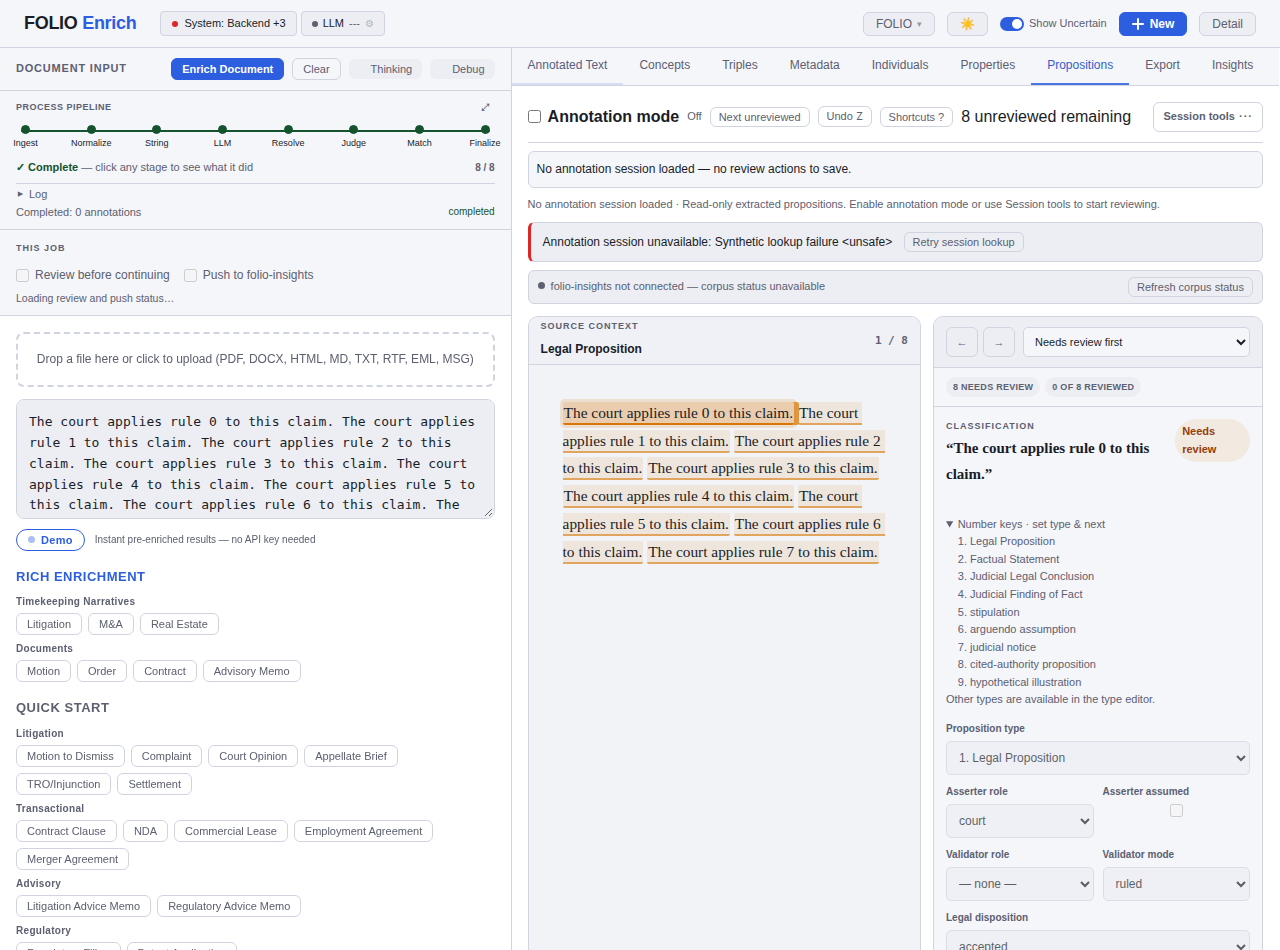 FOLIO Enrich
System: Backend +3
LLM ---
FOLIO
Show Uncertain
New
Detail
DOCUMENT INPUT
Enrich Document
Clear
Thinking
Debug
PROCESS PIPELINE
Ingest Normalize String LLM Resolve Judge Match Finalize
✓ Complete — click any stage to see what it did
8 / 8
Log
Completed: 0 annotations
completed
THIS JOB
Review before continuing
Push to folio-insights
Loading review and push status…
Drop a file here or click to upload (PDF, DOCX, HTML, MD, TXT, RTF, EML, MSG)
The court applies rule 0 to this claim. The court applies
rule 1 to this claim. The court applies rule 2 to this
claim. The court applies rule 3 to this claim. The court
applies rule 4 to this claim. The court applies rule 5 to
this claim. The court applies rule 6 to this claim. The
Demo
Instant pre-enriched results — no API key needed
RICH ENRICHMENT
Timekeeping Narratives
Litigation M&A Real Estate
Documents
Motion Order Contract Advisory Memo
QUICK START
Litigation
Motion to Dismiss Complaint Court Opinion Appellate Brief
TRO/Injunction Settlement
Transactional
Contract Clause NDA Commercial Lease Employment Agreement
Merger Agreement
Advisory
Litigation Advice Memo Regulatory Advice Memo
Regulatory
Annotated Text Concepts Triples Metadata Individuals Properties Propositions Export Insights
Annotation mode Off
Next unreviewed
Undo Z
Shortcuts ?
8 unreviewed remaining
Session tools ···
No annotation session loaded — no review actions to save.
No annotation session loaded · Read-only extracted propositions. Enable annotation mode or use Session tools to start reviewing.
Annotation session unavailable: Synthetic lookup failure <unsafe>
Retry session lookup
folio-insights not connected — corpus status unavailable
Refresh corpus status
SOURCE CONTEXT
Legal Proposition
1 / 8
The court applies rule 0 to this claim. The court
applies rule 1 to this claim. The court applies rule 2
to this claim. The court applies rule 3 to this claim.
The court applies rule 4 to this claim. The court
applies rule 5 to this claim. The court applies rule 6
to this claim. The court applies rule 7 to this claim.
← → Needs review first
8 NEEDS REVIEW
0 OF 8 REVIEWED
CLASSIFICATION
“The court applies rule 0 to this
claim.”
Needs
review
Number keys · set type & next
1. Legal Proposition
2. Factual Statement
3. Judicial Legal Conclusion
4. Judicial Finding of Fact
5. stipulation
6. arguendo assumption
7. judicial notice
8. cited-authority proposition
9. hypothetical illustration
Other types are available in the type editor.
Proposition type
1. Legal Proposition
Asserter role
Asserter assumed
court
Validator role
Validator mode
— none —
ruled
Legal disposition
accepted